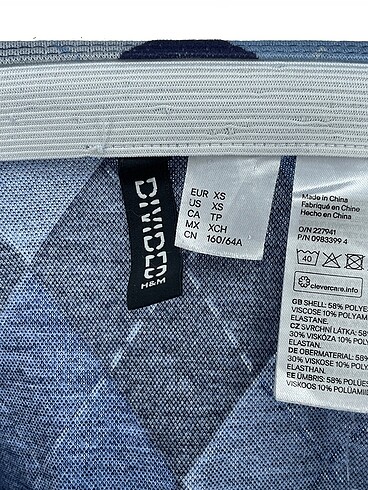 DIVIDED
H&M
EUR XS
US XS
CA TP
MX XCH
CN 160/64A
Made in China
Fabriqué en Chine
Hecho en China
O/N 227941
P/N 0983399 4
40
clevercare.info
GB SHELL: 58% POLYE
VISCOSE 10% POLYAM
ELASTANE.
CZ SVRCHNÍ LÁTKA: 58%
30% VISKÓZA 10% POLY
ELASTAN.
DE OBERMATERIAL: 58%
30% VISKOSE 10% POLY
ELASTHAN.
EE ÜMBRIS: 58% POLÜES
VISKOOS 10% POLÜAMI